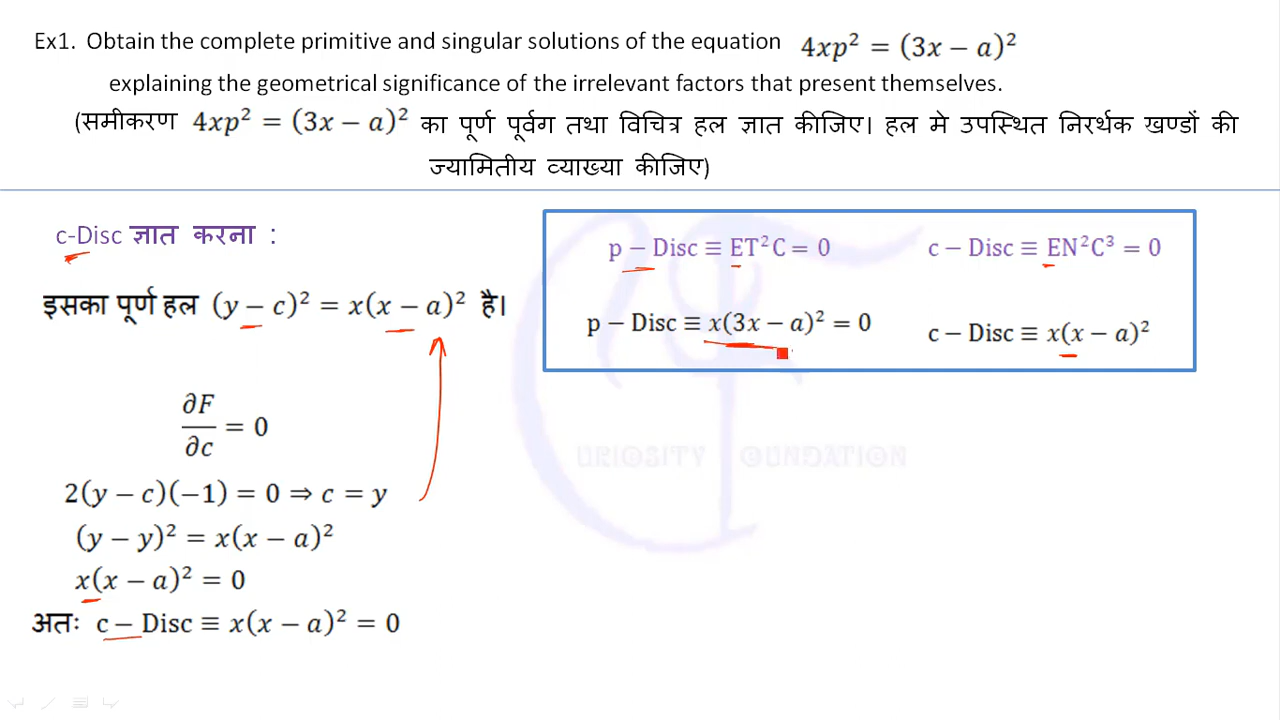 Ex1. Obtain the complete primitive and singular solutions of the equation 4xp² = (3x − a)²
explaining the geometrical significance of the irrelevant factors that present themselves.
(समीकरण 4xp² = (3x − a)² का पूर्ण पूर्वग तथा विचित्र हल ज्ञात कीजिए। हल मे उपस्थित निरर्थक खण्डों की
ज्यामितीय व्याख्या कीजिए)
c-Disc ज्ञात करना :
इसका पूर्ण हल (y − c)² = x(x − a)² है।
∂F/∂c = 0
2(y − c)(−1) = 0 ⇒ c = y
(y − y)² = x(x − a)²
x(x − a)² = 0
अतः c − Disc ≡ x(x − a)² = 0
p − Disc ≡ ET²C = 0
c − Disc ≡ EN²C³ = 0
p − Disc ≡ x(3x − a)² = 0
c − Disc ≡ x(x − a)²
URIOSITY OUNDATION